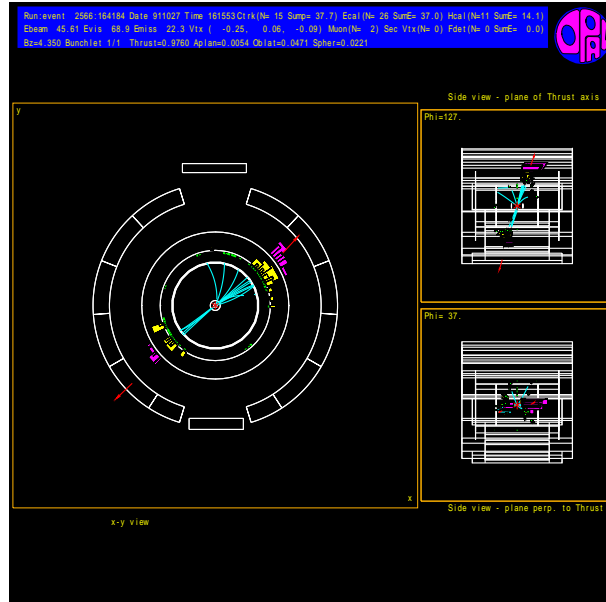 Run:event 2566:164184 Date 911027 Time 161553 Ctrk(N= 15 Sump= 37.7) Ecal(N= 26 SumE= 37.0) Hcal(N=11 SumE= 14.1)
Ebeam 45.61 Evis 68.9 Emiss 22.3 Vtx ( -0.25, 0.06, -0.09) Muon(N= 2) Sec Vtx(N= 0) Fdet(N= 0 SumE= 0.0)
Bz=4.350 Bunchlet 1/1 Thrust=0.9760 Aplan=0.0054 Oblat=0.0471 Spher=0.0221
OPAL
Side view - plane of Thrust axis
y
Phi=127.
Phi= 37.
x
Side view - plane perp. to Thrust
x-y view